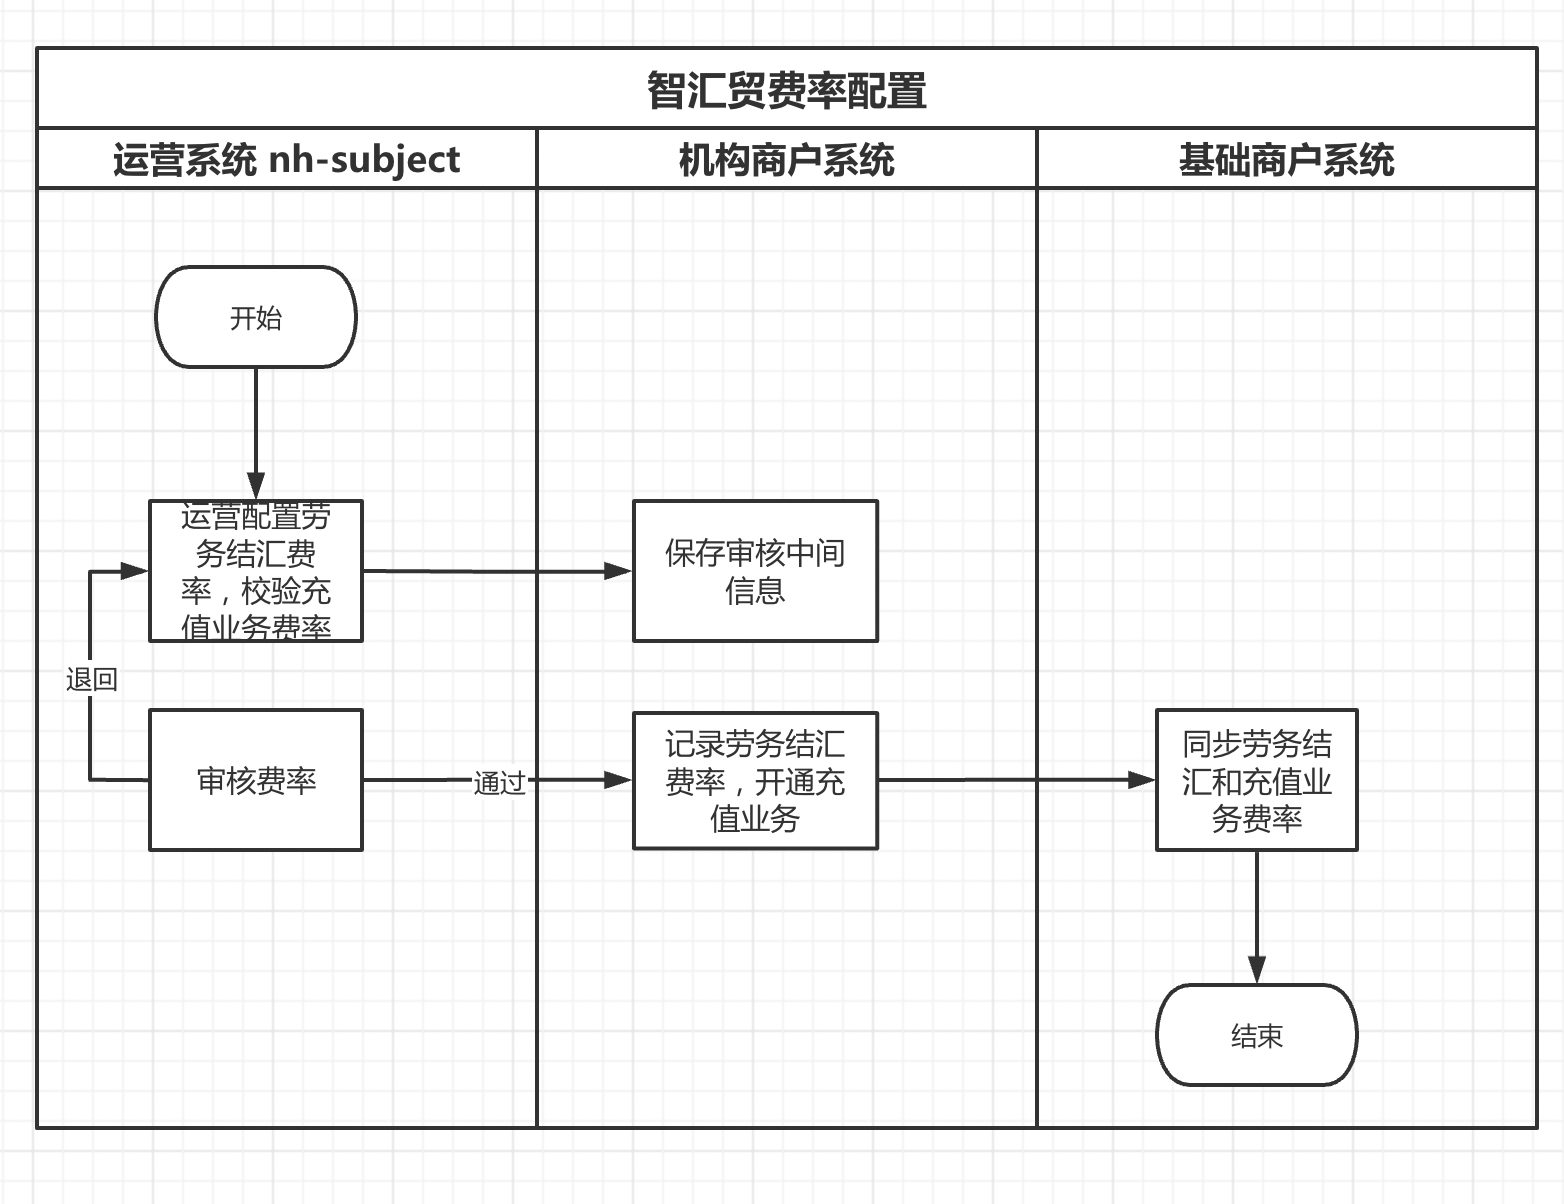 智汇贸费率配置
运营系统 nh-subject
机构商户系统
基础商户系统
开始
运营配置劳
务结汇费
率，校验充
值业务费率
保存审核中间
信息
退回
审核费率
通过
记录劳务结汇
费率，开通充
值业务
同步劳务结
汇和充值业
务费率
结束